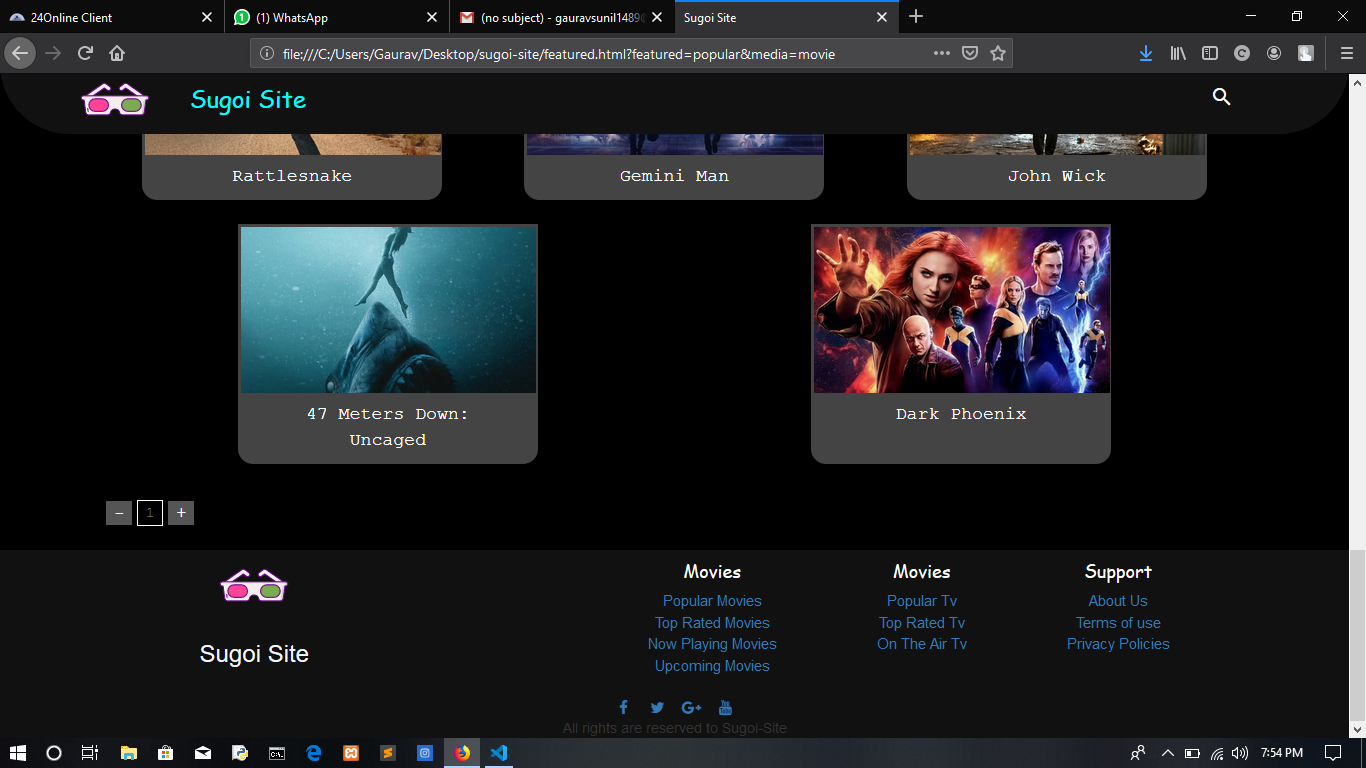 24Online Client
(1) WhatsApp
(no subject) - gauravsunil1489
Sugoi Site
file:///C:/Users/Gaurav/Desktop/sugoi-site/featured.html?featured=popular&media=movie
Sugoi Site
Rattlesnake
Gemini Man
John Wick
47 Meters Down:
Uncaged
Dark Phoenix
− 1 +
Sugoi Site
Movies
Popular Movies
Top Rated Movies
Now Playing Movies
Upcoming Movies
Movies
Popular Tv
Top Rated Tv
On The Air Tv
Support
About Us
Terms of use
Privacy Policies
All rights are reserved to Sugoi-Site
7:54 PM